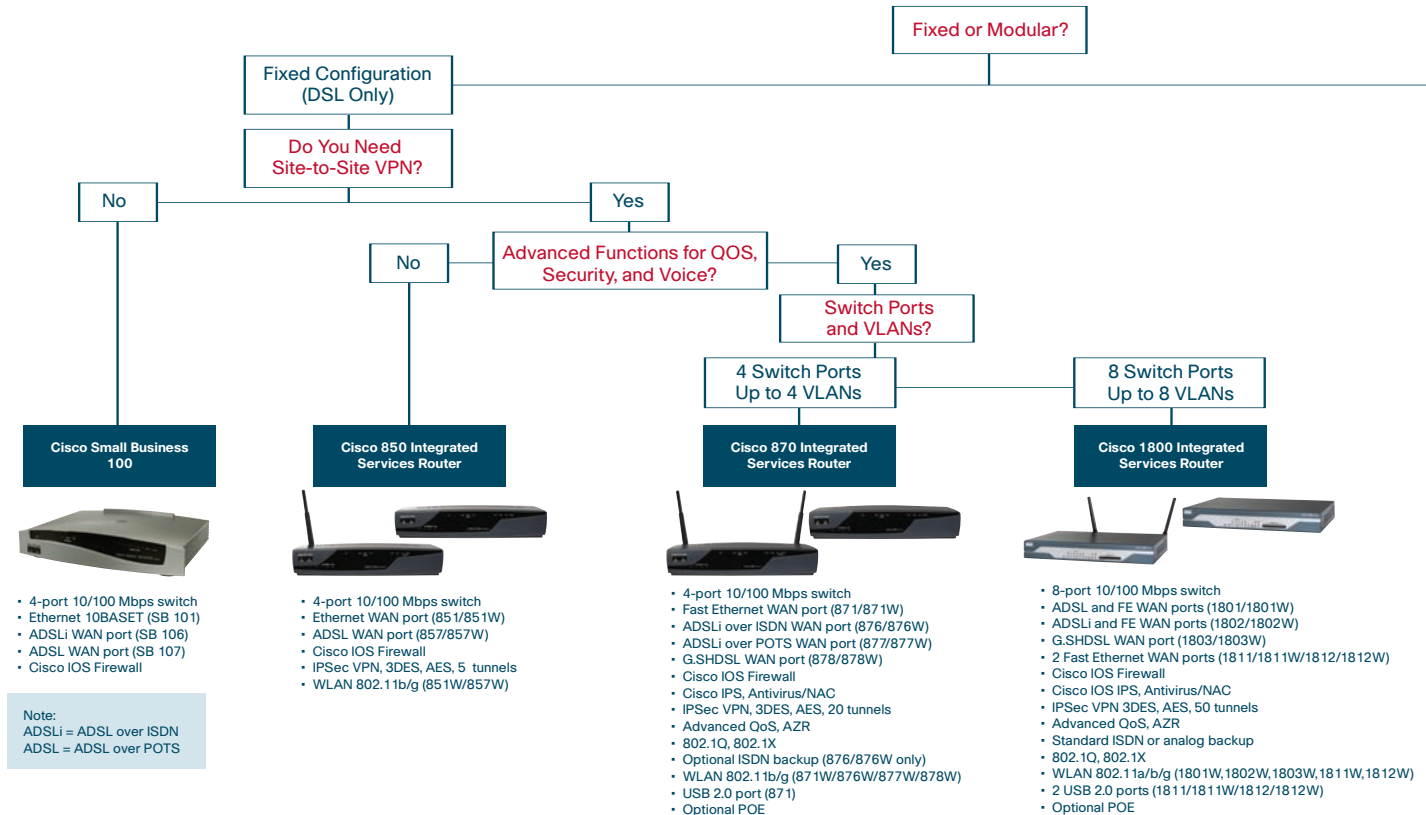 Fixed or Modular?
Fixed Configuration
(DSL Only)
Do You Need
Site-to-Site VPN?
No
Yes
No
Advanced Functions for QOS,
Security, and Voice?
Yes
Switch Ports
and VLANs?
4 Switch Ports
Up to 4 VLANs
8 Switch Ports
Up to 8 VLANs
Cisco Small Business
100
Cisco 850 Integrated
Services Router
Cisco 870 Integrated
Services Router
Cisco 1800 Integrated
Services Router
• 4-port 10/100 Mbps switch
• Ethernet 10BASET (SB 101)
• ADSLi WAN port (SB 106)
• ADSL WAN port (SB 107)
• Cisco IOS Firewall
Note:
ADSLi = ADSL over ISDN
ADSL = ADSL over POTS
• 4-port 10/100 Mbps switch
• Ethernet WAN port (851/851W)
• ADSL WAN port (857/857W)
• Cisco IOS Firewall
• IPSec VPN, 3DES, AES, 5 tunnels
• WLAN 802.11b/g (851W/857W)
• 4-port 10/100 Mbps switch
• Fast Ethernet WAN port (871/871W)
• ADSLi over ISDN WAN port (876/876W)
• ADSLi over POTS WAN port (877/877W)
• G.SHDSL WAN port (878/878W)
• Cisco IOS Firewall
• Cisco IPS, Antivirus/NAC
• IPSec VPN, 3DES, AES, 20 tunnels
• Advanced QoS, AZR
• 802.1Q, 802.1X
• Optional ISDN backup (876/876W only)
• WLAN 802.11b/g (871W/876W/877W/878W)
• USB 2.0 port (871)
• Optional POE
• 8-port 10/100 Mbps switch
• ADSL and FE WAN ports (1801/1801W)
• ADSLi and FE WAN ports (1802/1802W)
• G.SHDSL WAN port (1803/1803W)
• 2 Fast Ethernet WAN ports (1811/1811W/1812/1812W)
• Cisco IOS Firewall
• Cisco IOS IPS, Antivirus/NAC
• IPSec VPN 3DES, AES, 50 tunnels
• Advanced QoS, AZR
• Standard ISDN or analog backup
• 802.1Q, 802.1X
• WLAN 802.11a/b/g (1801W,1802W,1803W,1811W,1812W)
• 2 USB 2.0 ports (1811/1811W/1812/1812W)
• Optional POE